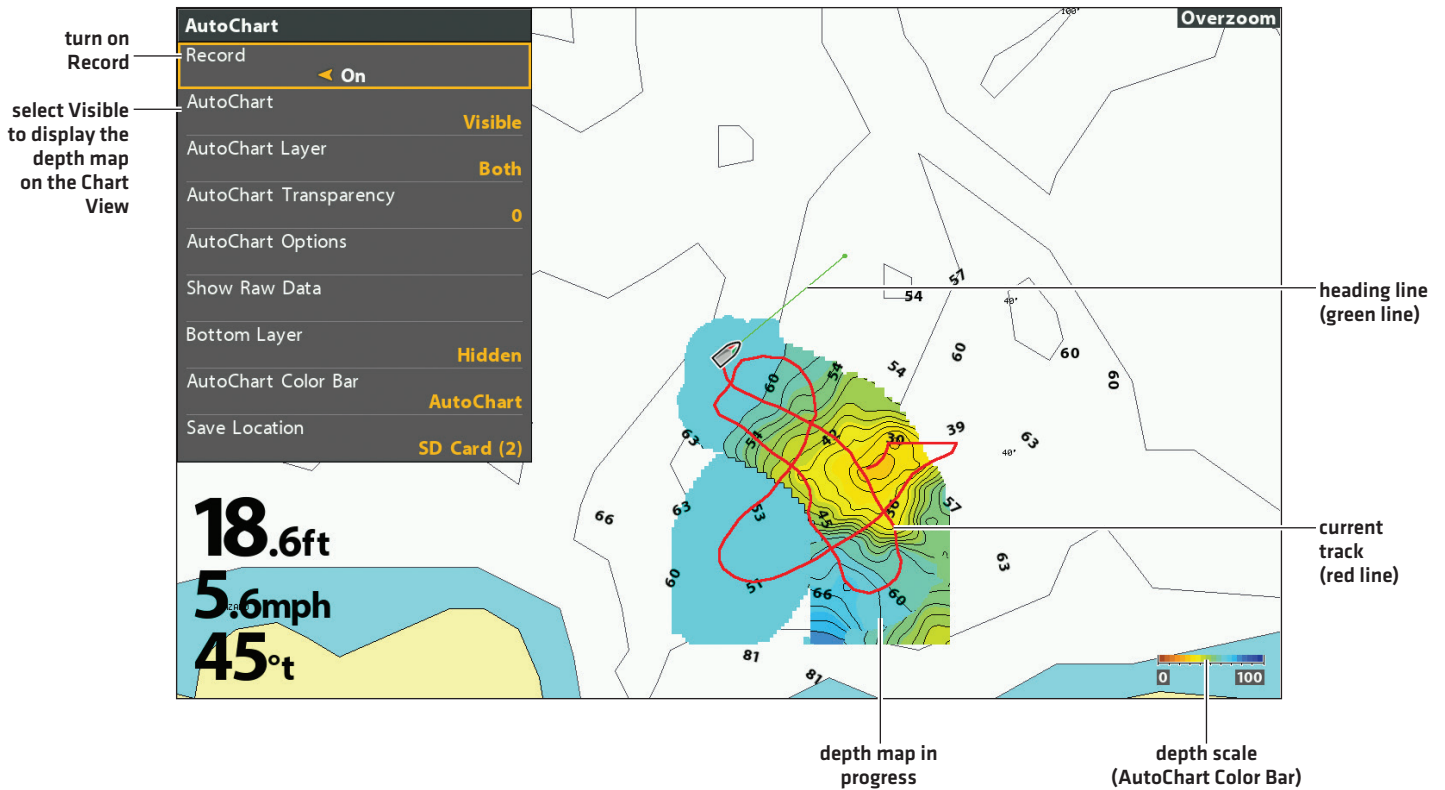 AutoChart
Record
On
AutoChart
Visible
AutoChart Layer
Both
AutoChart Transparency
0
AutoChart Options
Show Raw Data
Bottom Layer
Hidden
AutoChart Color Bar
AutoChart
Save Location
SD Card (2)
turn on
Record
select Visible
to display the
depth map
on the Chart
View
18.6ft
5.6mph
45°t
100°
Overzoom
57
54
40°
60
60
60
54
54
60
39
63
40°
30
42
54
63
57
36
45
53
63
66
60
51
66
60
63
81
81
0
100
heading line
(green line)
current
track
(red line)
depth map in
progress
depth scale
(AutoChart Color Bar)